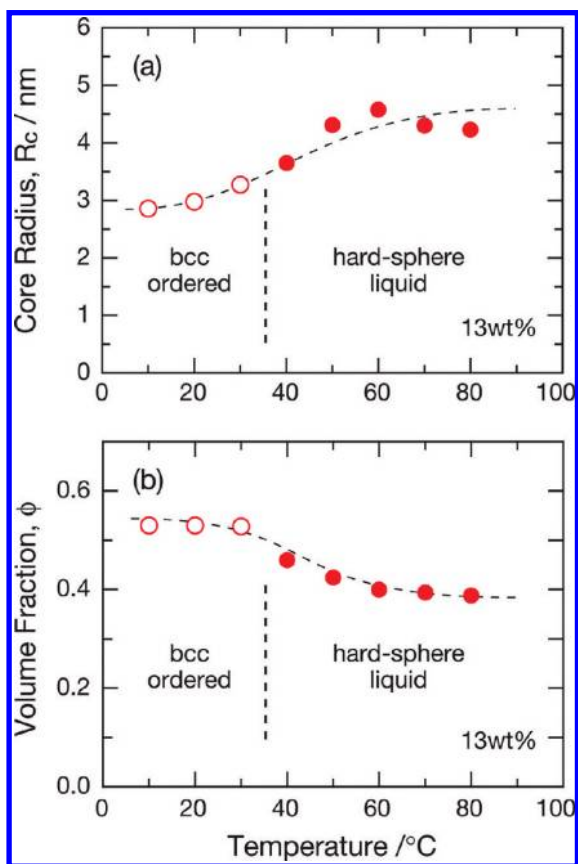 6
(a)
5
4
3
2
1
0
Core Radius, Rc / nm
bcc
ordered
hard-sphere
liquid
13wt%
0 20 40 60 80 100
(b)
0.6
0.4
0.2
0.0
Volume Fraction, ϕ
bcc
ordered
hard-sphere
liquid
13wt%
0 20 40 60 80 100
Temperature /°C